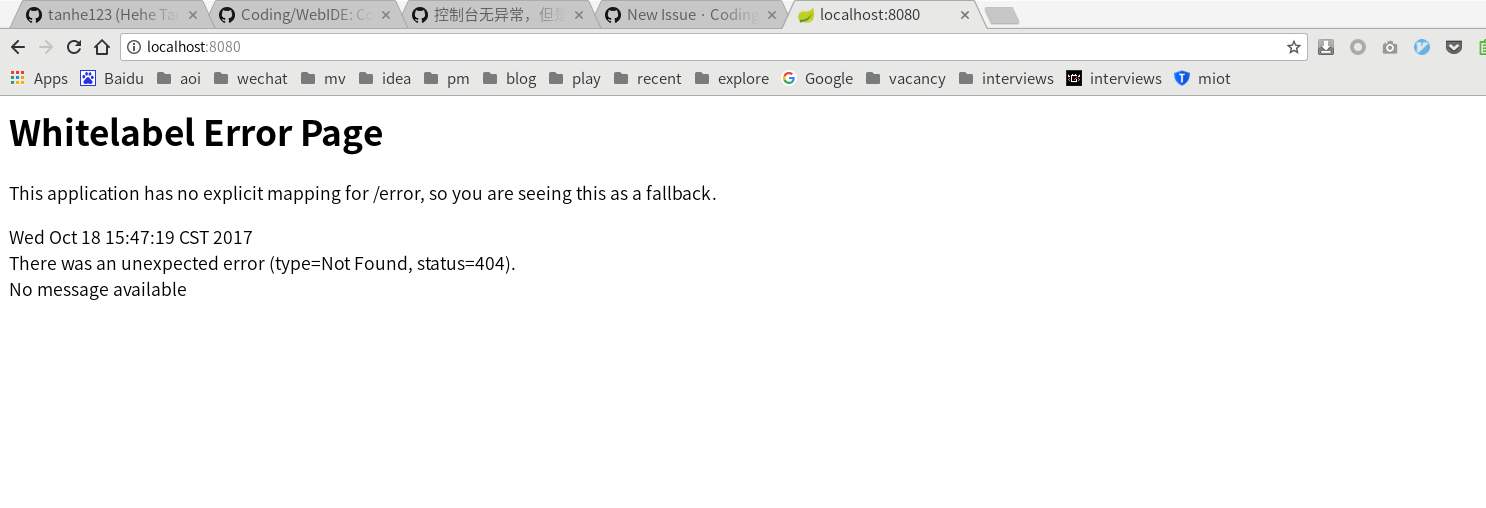 tanhe123 (Hehe Ta
Coding/WebIDE: C
控制台无异常，但是
New Issue · Coding
localhost:8080
localhost:8080
Apps
Baidu
aoi
wechat
mv
idea
pm
blog
play
recent
explore
Google
vacancy
interviews
interviews
miot
Whitelabel Error Page
This application has no explicit mapping for /error, so you are seeing this as a fallback.
Wed Oct 18 15:47:19 CST 2017
There was an unexpected error (type=Not Found, status=404).
No message available